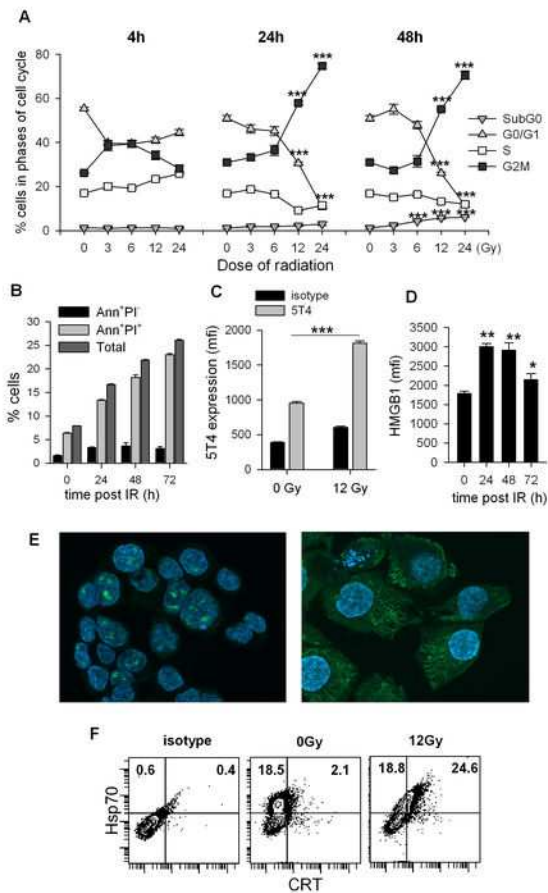 A
4h
24h
48h
% cells in phases of cell cycle
80
60
40
20
0
***
***
***
***
***
***
***
***
***
***
***
***
***
SubG0
G0/G1
S
G2M
0 3 6 12 24 0 3 6 12 24 0 3 6 12 24 (Gy)
Dose of radiation
B
Ann⁺PI⁻
Ann⁺PI⁺
Total
% cells
30
25
20
15
10
5
0
0 24 48 72
time post IR (h)
C
isotype
5T4
5T4 expression (mfi)
2000
1500
1000
500
0
***
0 Gy 12 Gy
D
HMGB1 (mfi)
3500
3000
2500
2000
1500
1000
500
0
** ** *
0 24 48 72
time post IR (h)
E
F
isotype
0Gy
12Gy
0.6 0.4
18.5 2.1
18.8 24.6
Hsp70
CRT